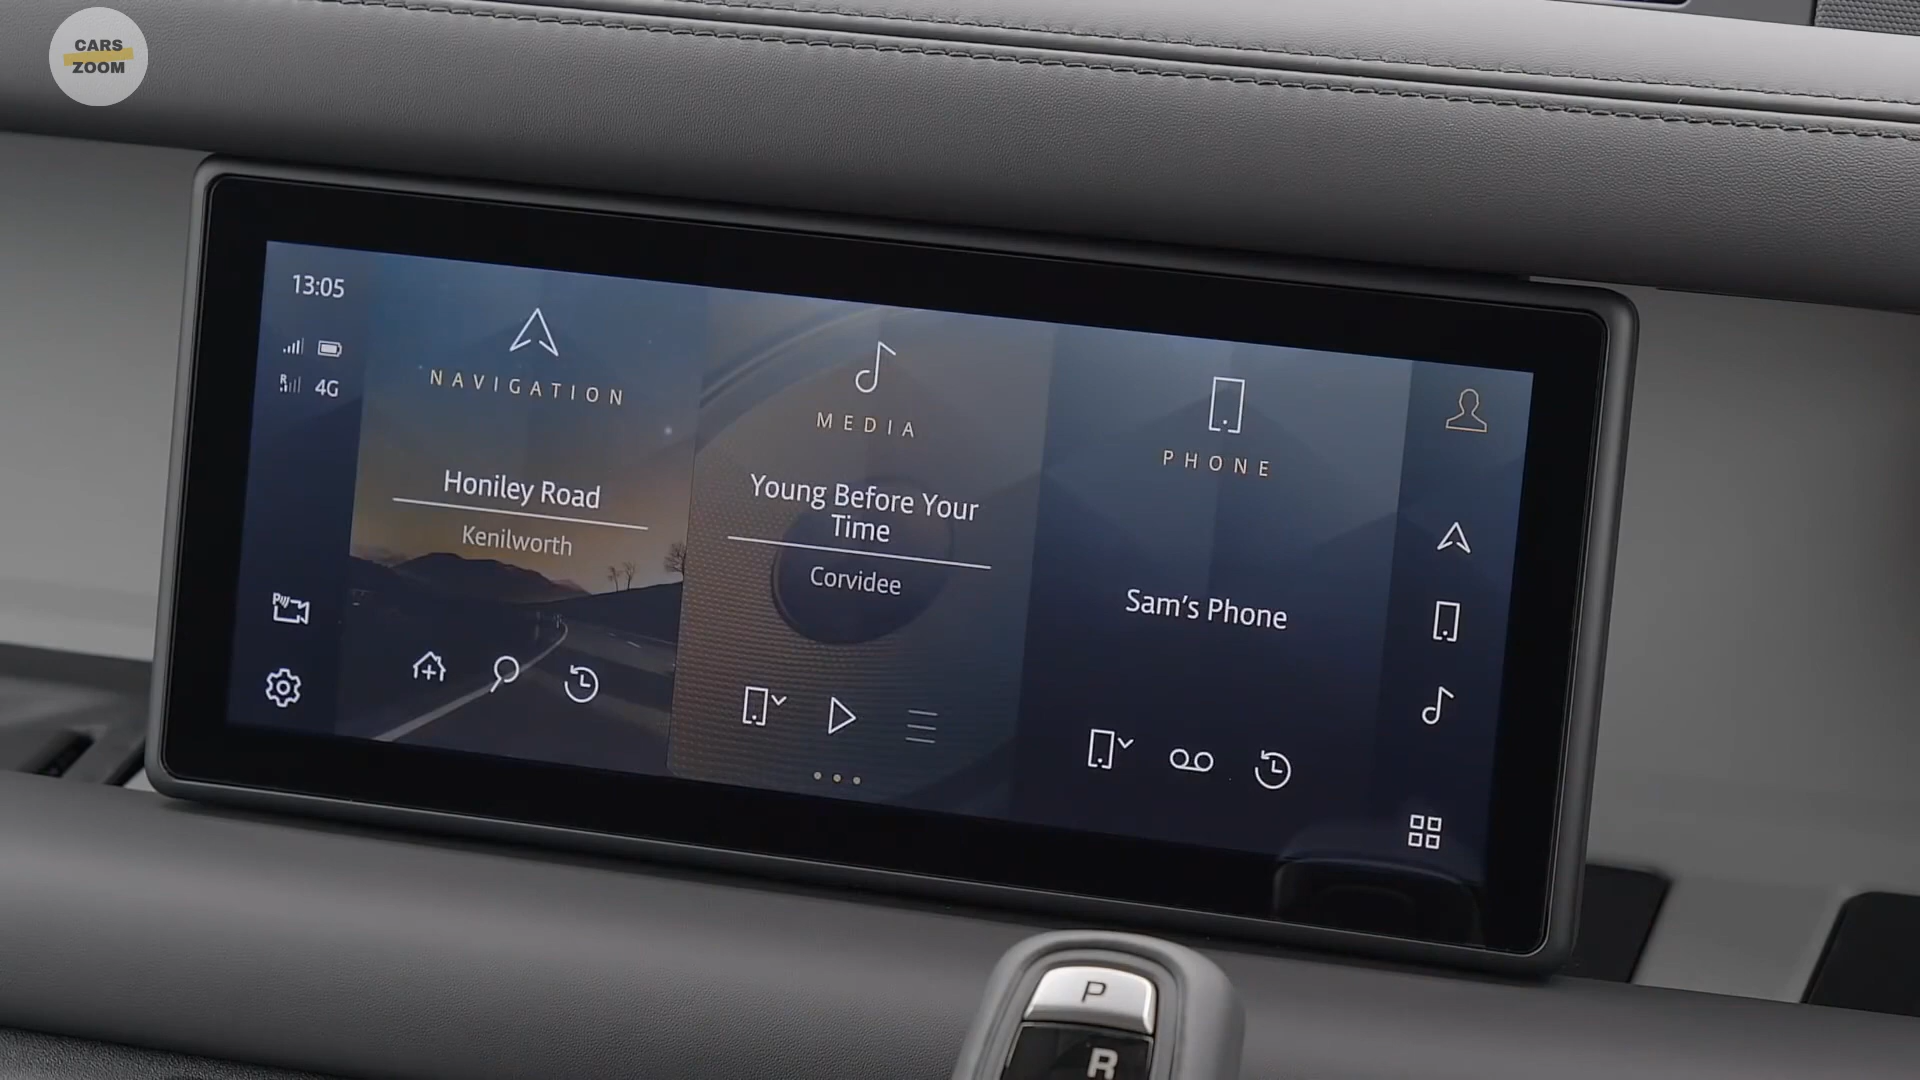 CARS
ZOOM
13:05
R 4G
NAVIGATION
Honiley Road
Kenilworth
MEDIA
Young Before Your
Time
Corvidee
PHONE
Sam's Phone
P
P
R